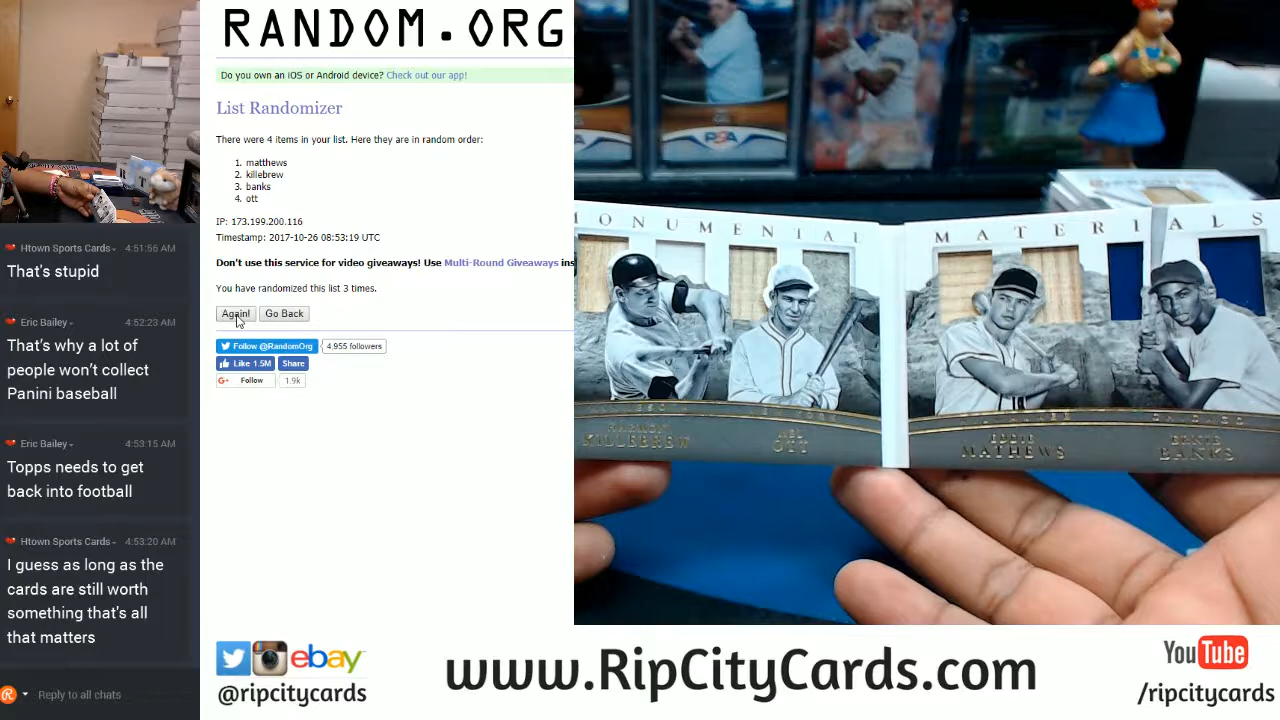 RANDOM.ORG
Do you own an iOS or Android device? Check out our app!
List Randomizer
There were 4 items in your list. Here they are in random order:
1. matthews
2. killebrew
3. banks
4. ott
IP: 173.199.200.116
Timestamp: 2017-10-26 08:53:19 UTC
Don't use this service for video giveaways! Use Multi-Round Giveaways ins
You have randomized this list 3 times.
Again! Go Back
Follow @RandomOrg 4,955 followers
Like 1.5M Share
G+ Follow 1.9k
Htown Sports Cards 4:51:56 AM
That's stupid
Eric Bailey 4:52:23 AM
That's why a lot of
people won't collect
Panini baseball
Eric Bailey 4:53:15 AM
Topps needs to get
back into football
Htown Sports Cards 4:53:20 AM
I guess as long as the
cards are still worth
something that's all
that matters
Reply to all chats
MONUMENTAL MATERIALS
PSA
HARMON
KILLEBREW
MEL
OTT
EDDIE
MATHEWS
CHICAGO
ERNIE
BANKS
ebay
@ripcitycards
www.RipCityCards.com
YouTube
/ripcitycards